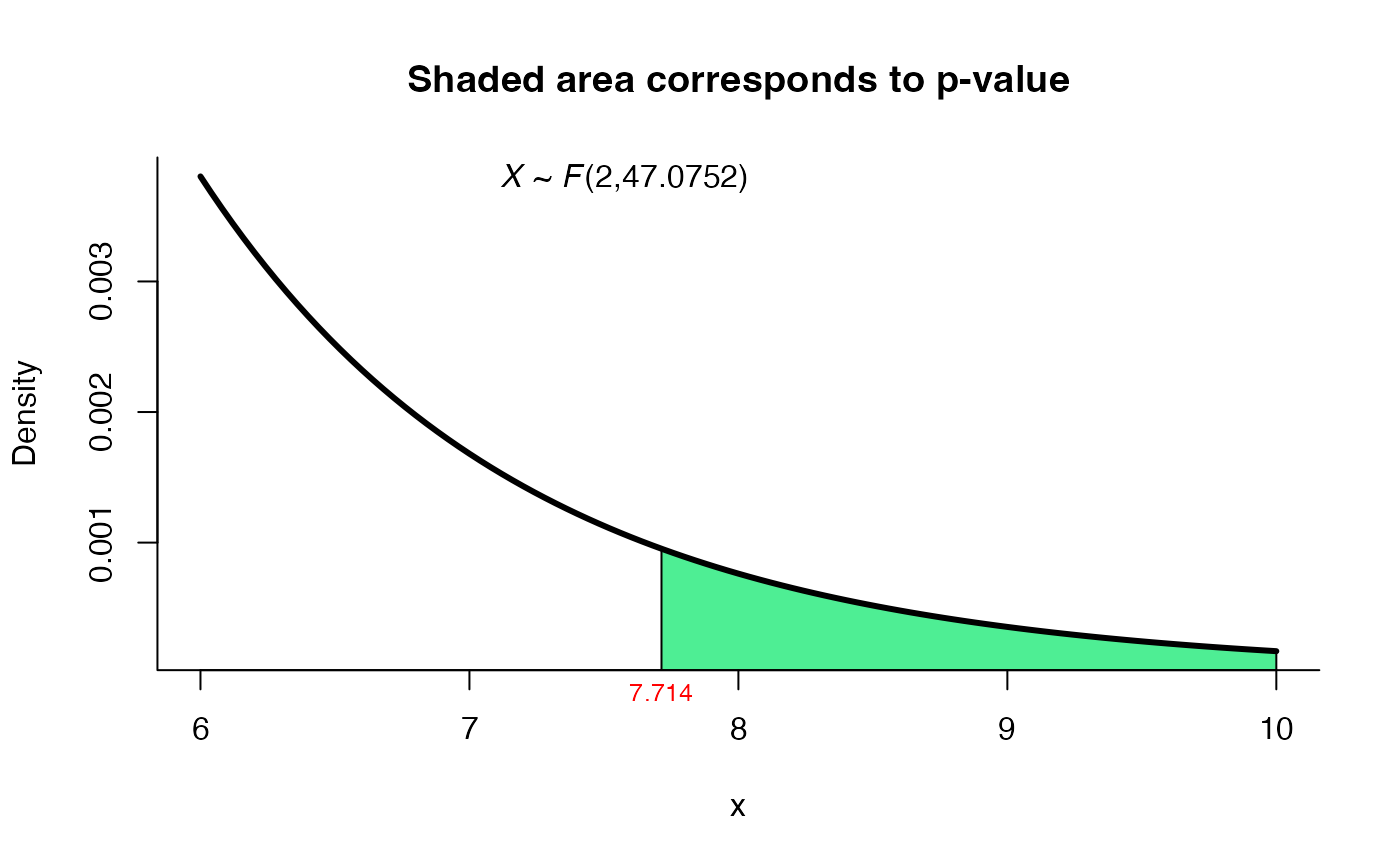 Shaded area corresponds to p-value
X ~ F(2,47.0752)
Density
0.003
0.002
0.001
7.714
6 7 8 9 10
x